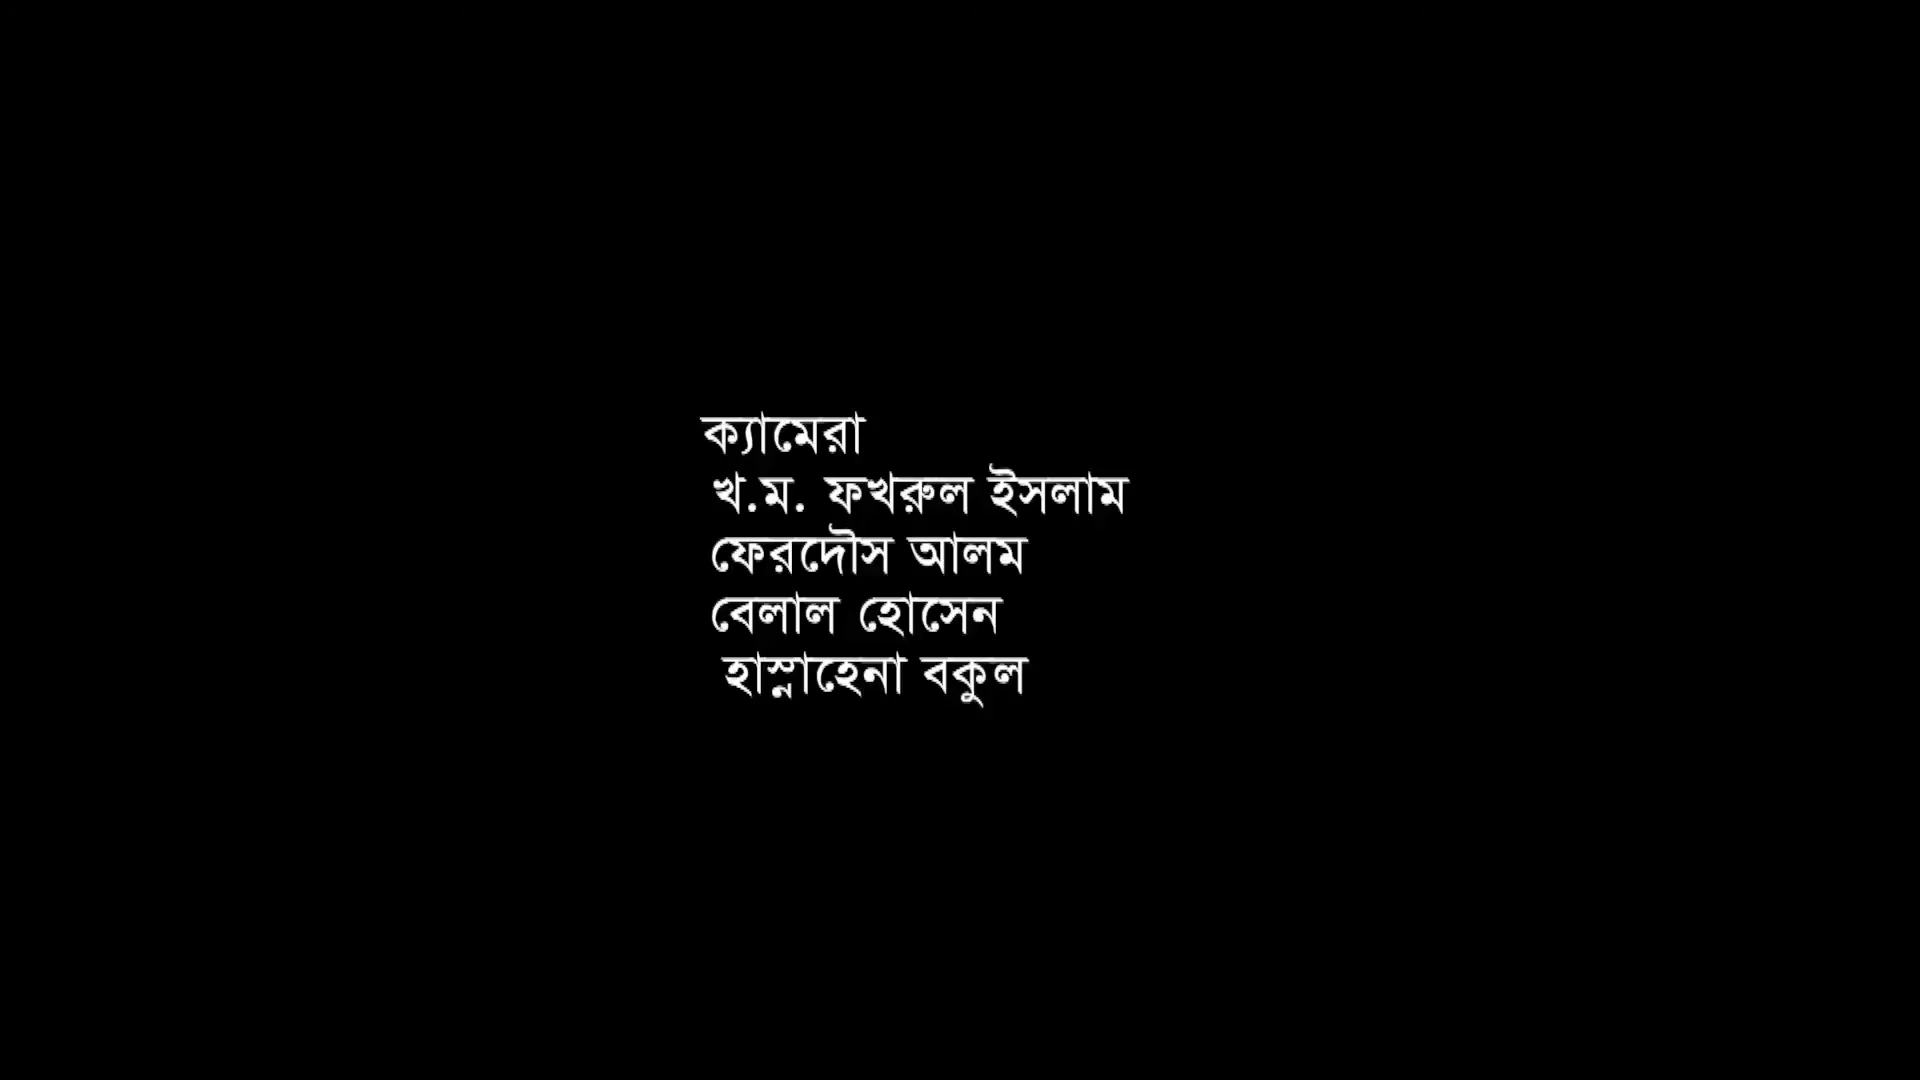 ক্যামেরা
খ.ম. ফখরুল ইসলাম
ফেরদৌস আলম
বেলাল হোসেন
হাস্নাহেনা বকুল